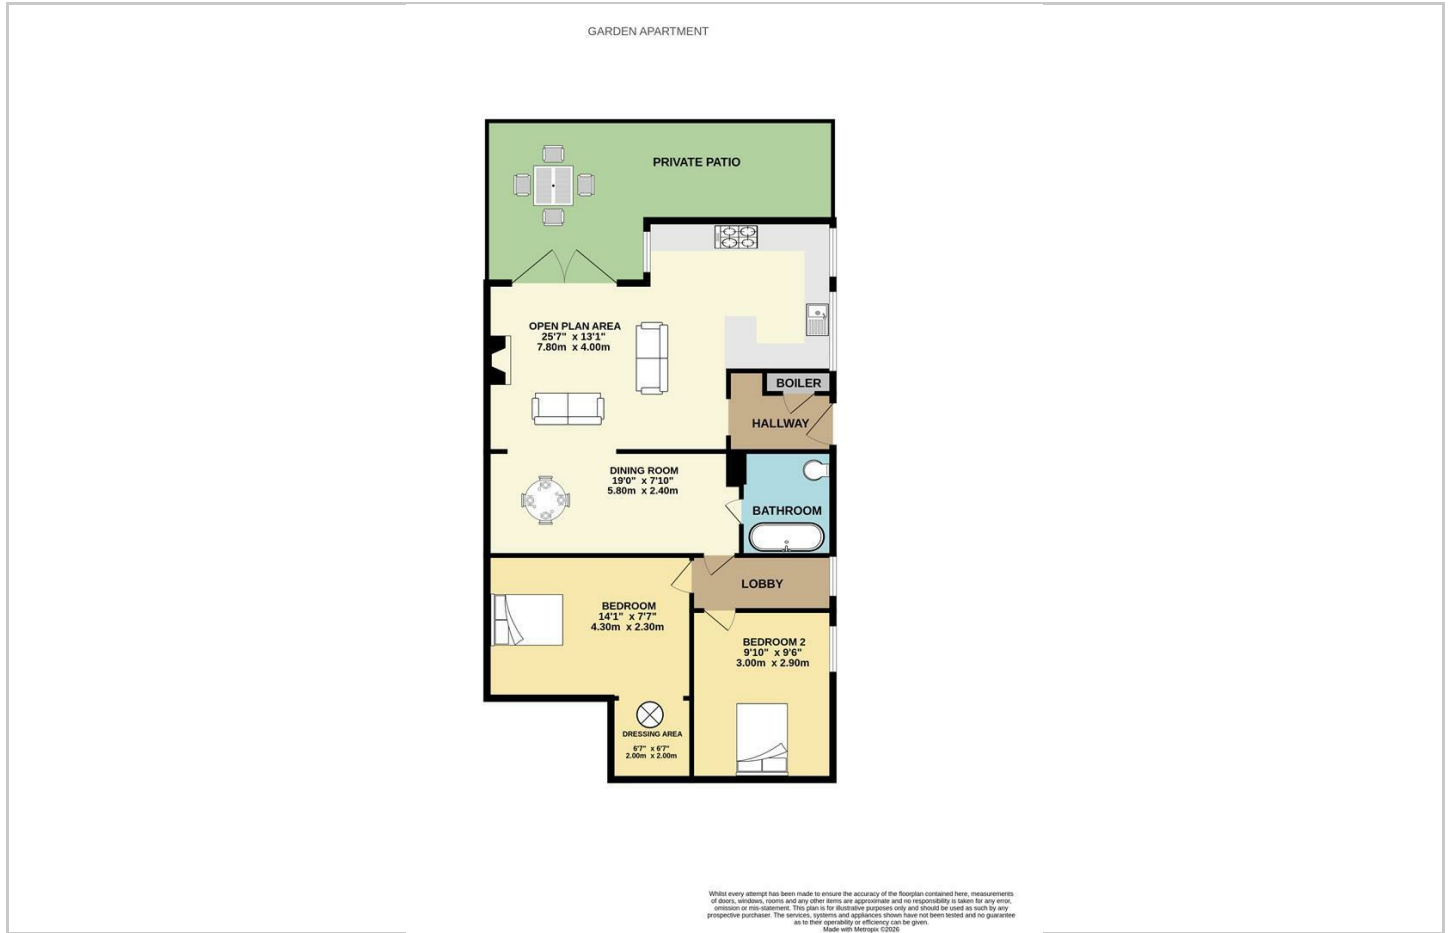 GARDEN APARTMENT
PRIVATE PATIO
OPEN PLAN AREA
25'7" x 13'1"
7.80m x 4.00m
BOILER
HALLWAY
DINING ROOM
19'0" x 7'10"
5.80m x 2.40m
BATHROOM
LOBBY
BEDROOM
14'1" x 7'7"
4.30m x 2.30m
BEDROOM 2
9'10" x 9'6"
3.00m x 2.90m
DRESSING AREA
6'7" x 6'7"
2.00m x 2.00m
Whilst every attempt has been made to ensure the accuracy of the floorplan contained here, measurements
of doors, windows, rooms and any other items are approximate and no responsibility is taken for any error,
omission or mis-statement. This plan is for illustrative purposes only and should be used as such by any
prospective purchaser. The services, systems and appliances shown have not been tested and no guarantee
as to their operability or efficiency can be given.
Made with Metropix ©2026